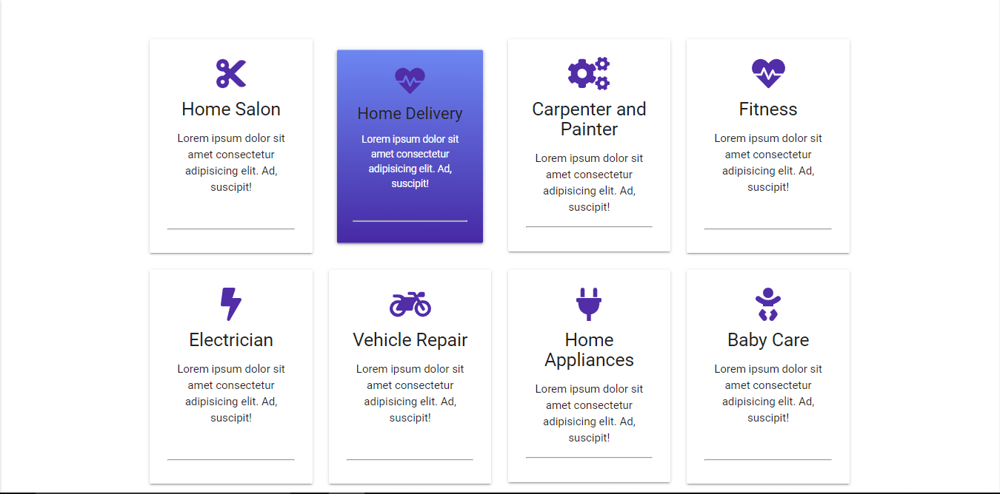 Home Salon
Lorem ipsum dolor sit
amet consectetur
adipisicing elit. Ad,
suscipit!
Home Delivery
Lorem ipsum dolor sit
amet consectetur
adipisicing elit. Ad,
suscipit!
Carpenter and
Painter
Lorem ipsum dolor sit
amet consectetur
adipisicing elit. Ad,
suscipit!
Fitness
Lorem ipsum dolor sit
amet consectetur
adipisicing elit. Ad,
suscipit!
Electrician
Lorem ipsum dolor sit
amet consectetur
adipisicing elit. Ad,
suscipit!
Vehicle Repair
Lorem ipsum dolor sit
amet consectetur
adipisicing elit. Ad,
suscipit!
Home
Appliances
Lorem ipsum dolor sit
amet consectetur
adipisicing elit. Ad,
suscipit!
Baby Care
Lorem ipsum dolor sit
amet consectetur
adipisicing elit. Ad,
suscipit!